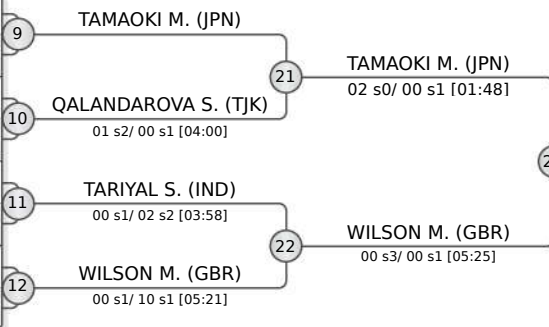 9
TAMAOKI M. (JPN)
21
TAMAOKI M. (JPN)
02 s0/ 00 s1 [01:48]
10
QALANDAROVA S. (TJK)
01 s2/ 00 s1 [04:00]
11
TARIYAL S. (IND)
00 s1/ 02 s2 [03:58]
22
WILSON M. (GBR)
00 s3/ 00 s1 [05:25]
12
WILSON M. (GBR)
00 s1/ 10 s1 [05:21]